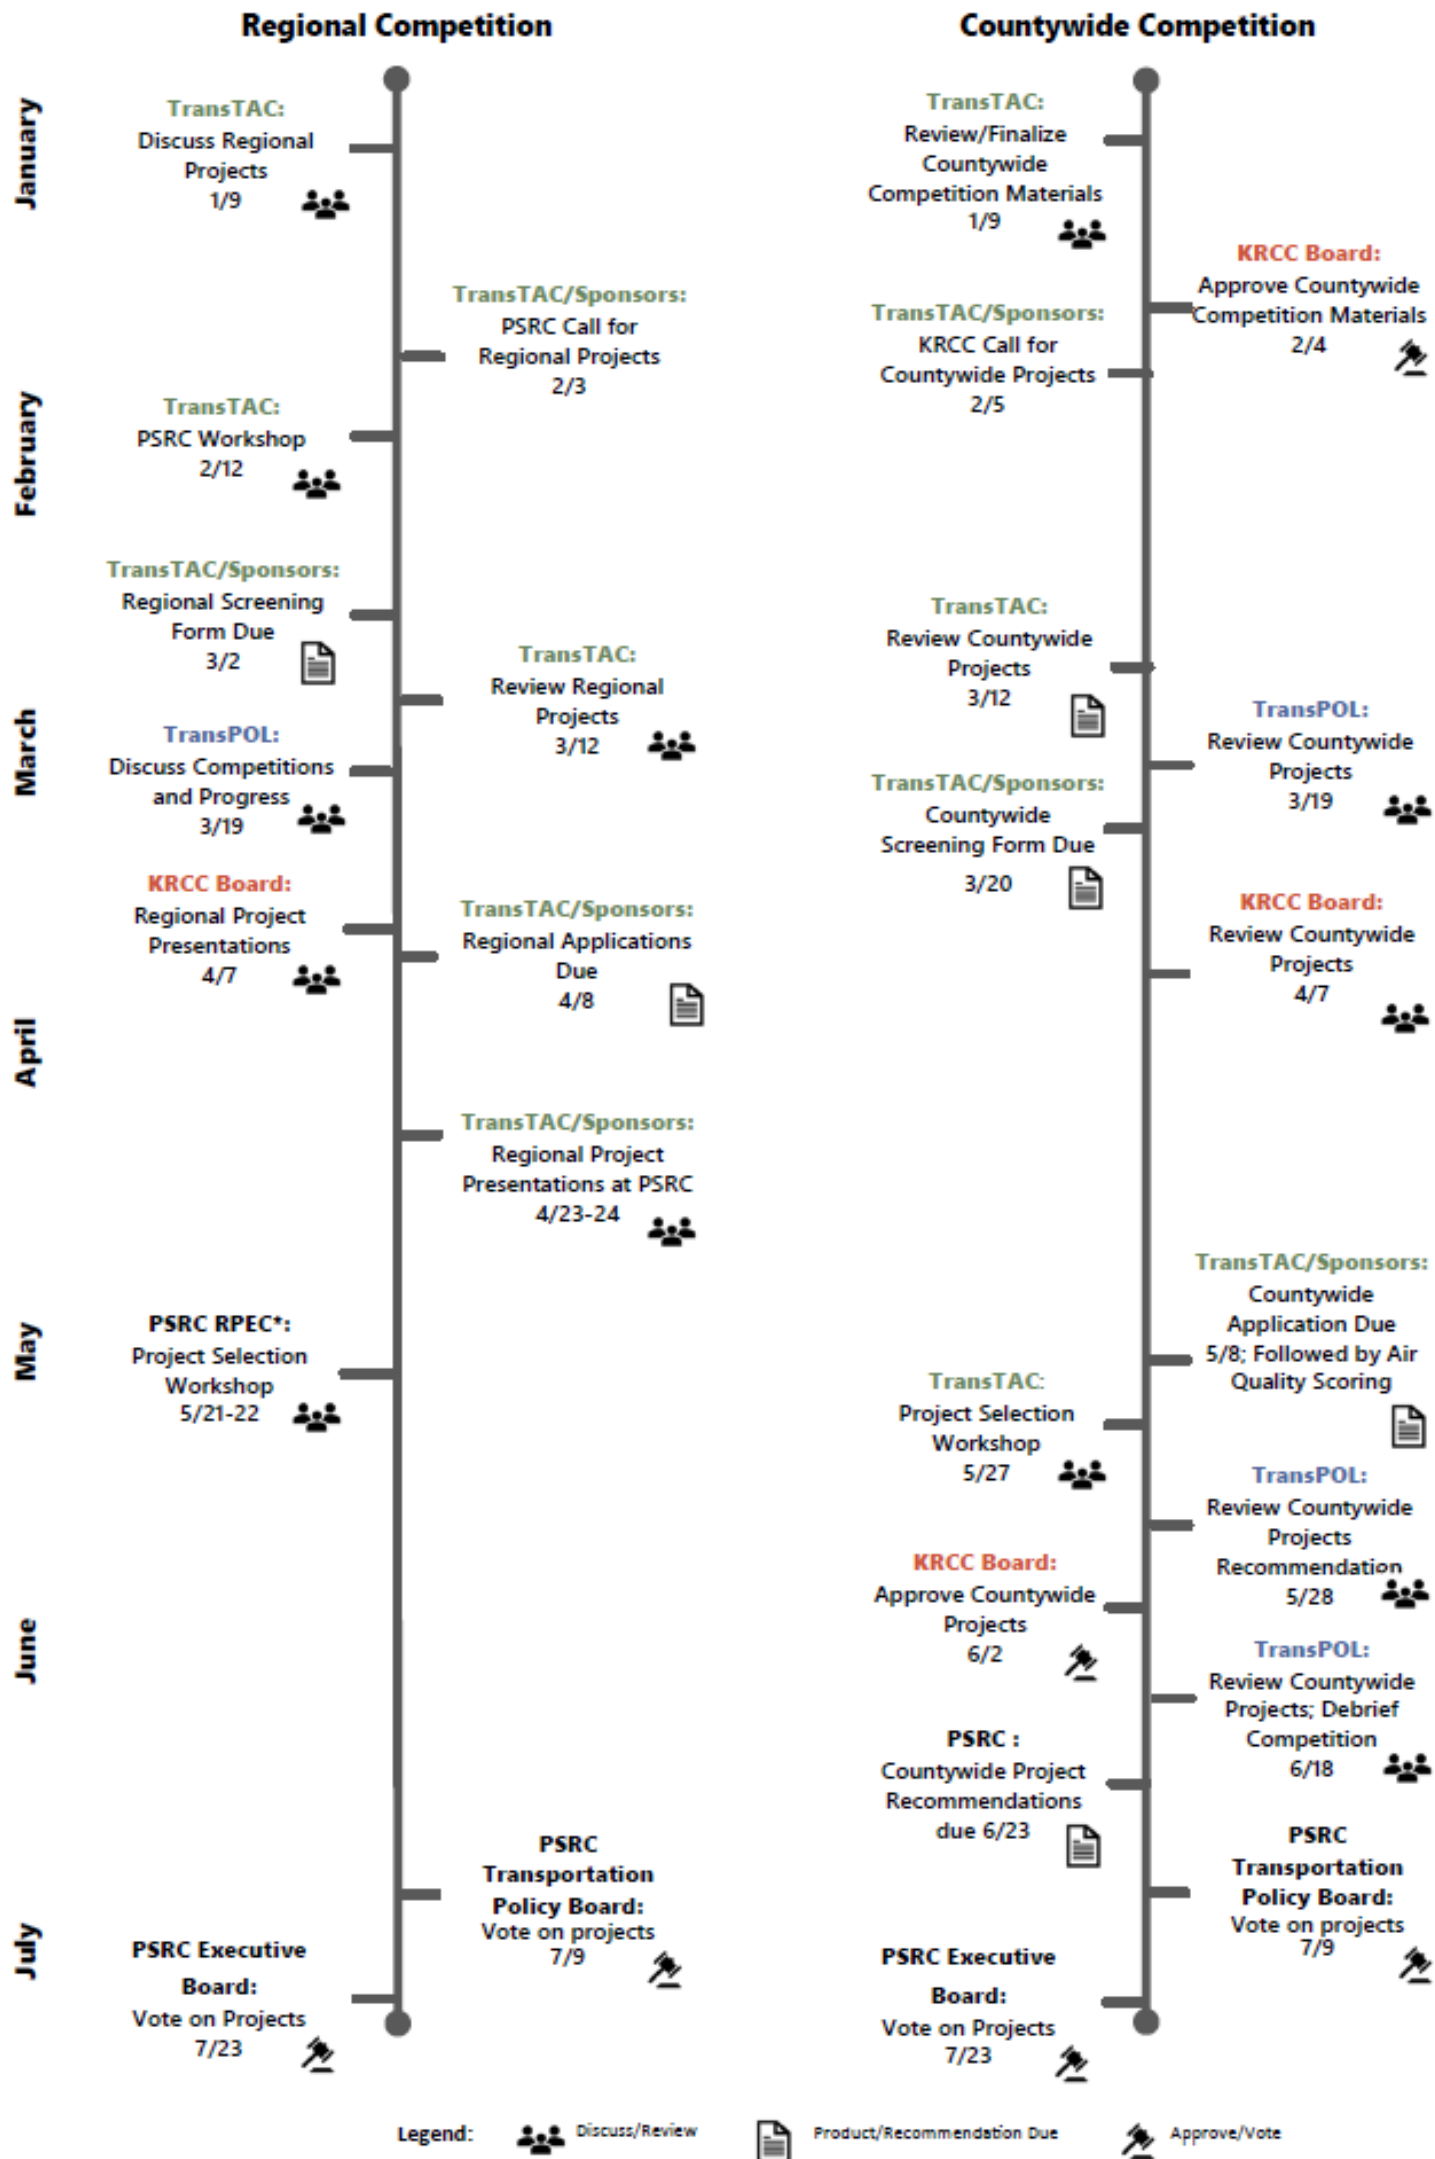 Regional Competition
Countywide Competition
January
February
March
April
May
June
July
TransTAC:
Discuss Regional
Projects
1/9
TransTAC/Sponsors:
PSRC Call for
Regional Projects
2/3
TransTAC:
PSRC Workshop
2/12
TransTAC/Sponsors:
Regional Screening
Form Due
3/2
TransTAC:
Review Regional
Projects
3/12
TransPOL:
Discuss Competitions
and Progress
3/19
KRCC Board:
Regional Project
Presentations
4/7
TransTAC/Sponsors:
Regional Applications
Due
4/8
TransTAC/Sponsors:
Regional Project
Presentations at PSRC
4/23-24
PSRC RPEC*:
Project Selection
Workshop
5/21-22
PSRC
Transportation
Policy Board:
Vote on projects
7/9
PSRC Executive
Board:
Vote on Projects
7/23
TransTAC:
Review/Finalize
Countywide
Competition Materials
1/9
KRCC Board:
Approve Countywide
Competition Materials
2/4
TransTAC/Sponsors:
KRCC Call for
Countywide Projects
2/5
TransTAC:
Review Countywide
Projects
3/12
TransPOL:
Review Countywide
Projects
3/19
TransTAC/Sponsors:
Countywide
Screening Form Due
3/20
KRCC Board:
Review Countywide
Projects
4/7
TransTAC/Sponsors:
Countywide
Application Due
5/8; Followed by Air
Quality Scoring
TransTAC:
Project Selection
Workshop
5/27
TransPOL:
Review Countywide
Projects
Recommendation
5/28
KRCC Board:
Approve Countywide
Projects
6/2
TransPOL:
Review Countywide
Projects; Debrief
Competition
6/18
PSRC :
Countywide Project
Recommendations
due 6/23
PSRC
Transportation
Policy Board:
Vote on projects
7/9
PSRC Executive
Board:
Vote on Projects
7/23
Legend:
Discuss/Review
Product/Recommendation Due
Approve/Vote